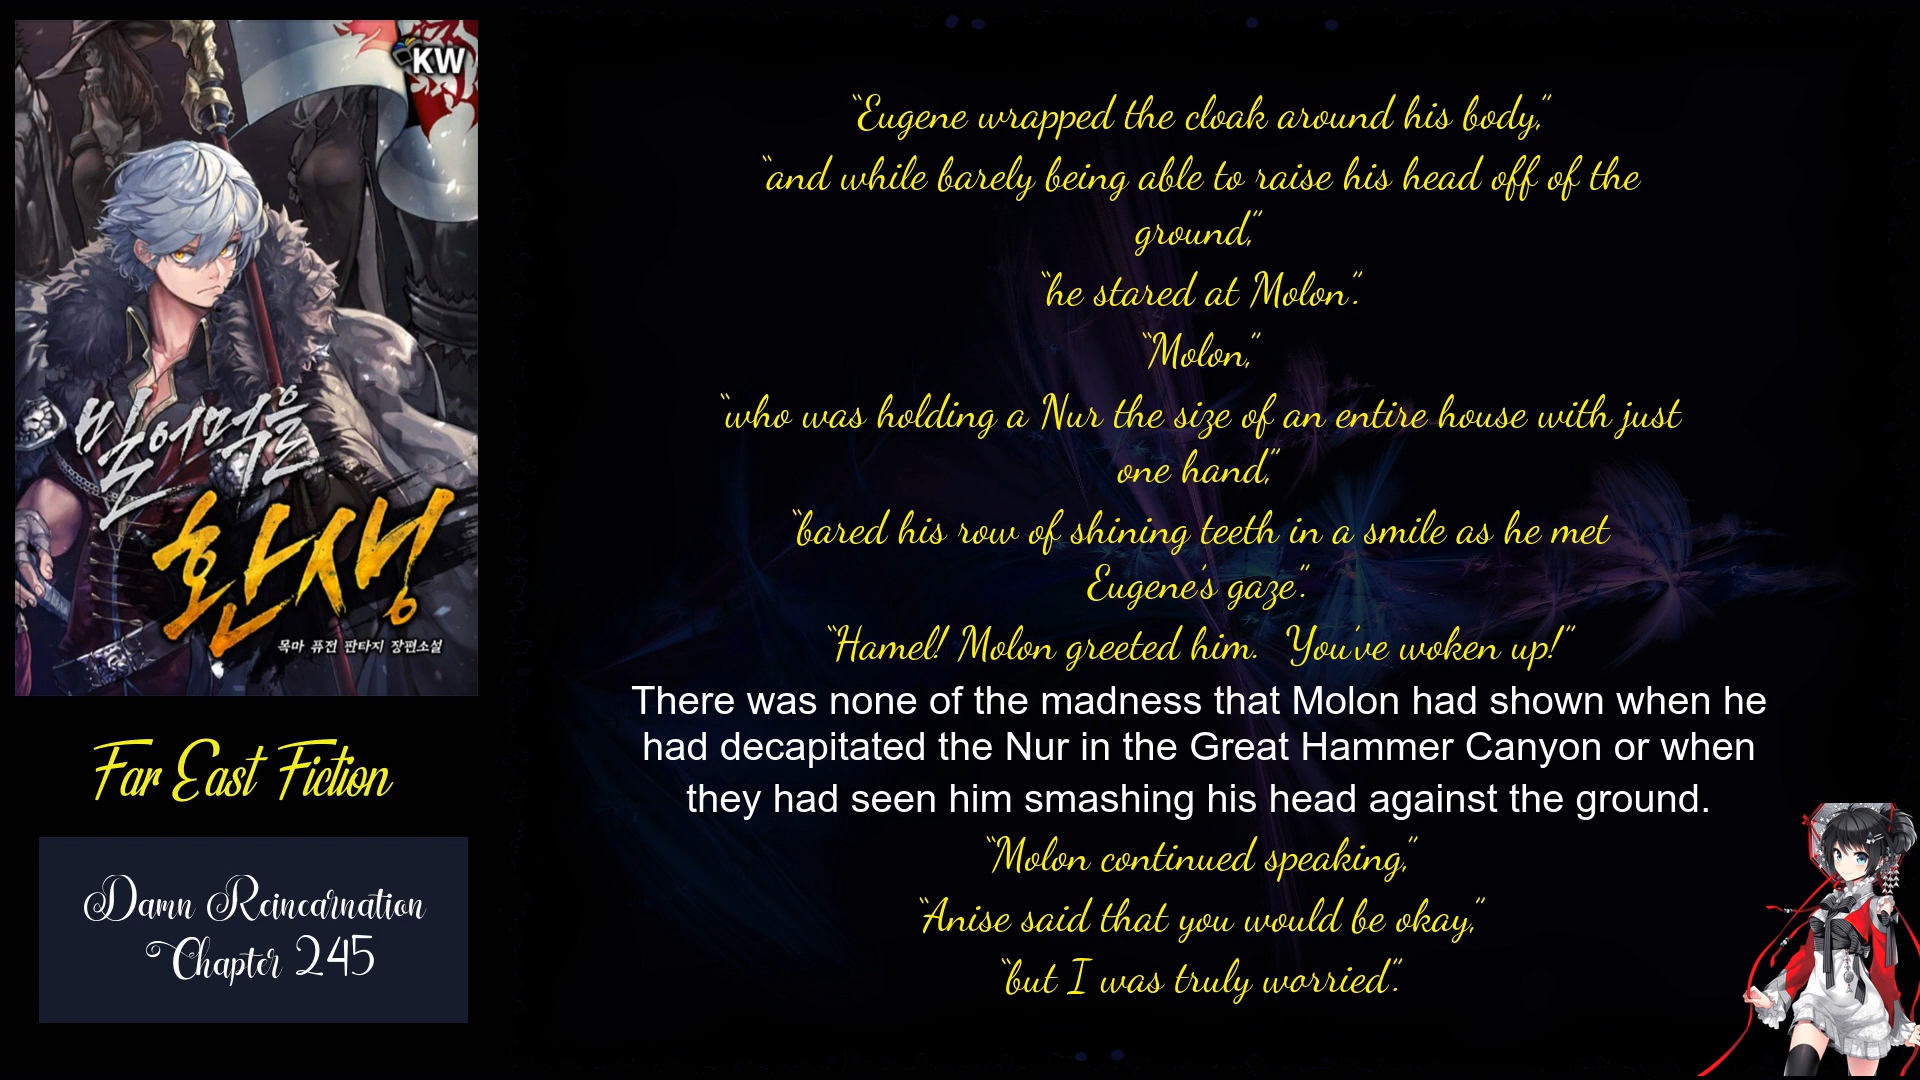 KW
빌어먹을
환생
목마 퓨전 판타지 장편소설
Far East Fiction
Damn Reincarnation
Chapter 245
“Eugene wrapped the cloak around his body,”
“and while barely being able to raise his head off of the
ground,”
“he stared at Molon”.
“Molon,”
“who was holding a Nur the size of an entire house with just
one hand,”
“bared his row of shining teeth in a smile as he met
Eugene’s gaze”.
“Hamel! Molon greeted him.  You’ve woken up!”
There was none of the madness that Molon had shown when he
had decapitated the Nur in the Great Hammer Canyon or when
they had seen him smashing his head against the ground.
“Molon continued speaking,”
“Anise said that you would be okay,”
“but I was truly worried”.